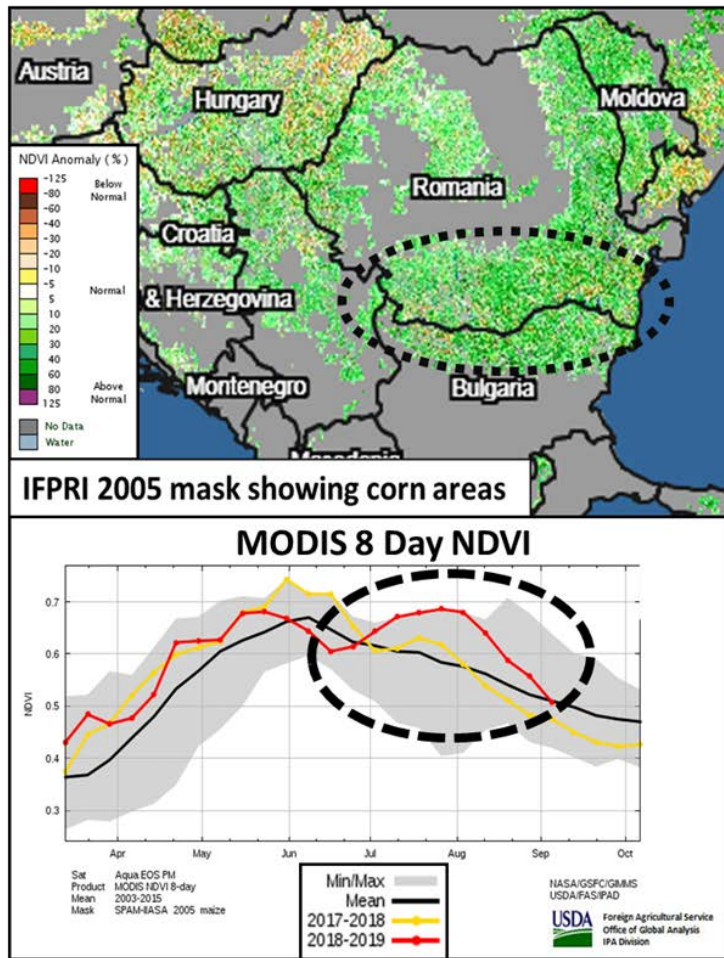 Austria
Hungary
Moldova
Romania
Croatia
& Herzegovina
Montenegro
Bulgaria
NDVI Anomaly ( % )
-125
-80
-60
-40
-30
-20
-10
-5
5
10
20
30
40
60
80
125
Below
Normal
Normal
Above
Normal
No Data
Water
IFPRI 2005 mask showing corn areas
MODIS 8 Day NDVI
NDVI
0.7
0.6
0.5
0.4
0.3
Apr
May
Jun
Jul
Aug
Sep
Oct
Sat Aqua EOS PM
Product MODIS NDVI 8-day
Mean 2003-2015
Mask SPAM-IIASA 2005 maize
Min/Max
Mean
2017-2018
2018-2019
NASA/GSFC/GIMMS
USDA/FAS/IPAD
USDA
Foreign Agricultural Service
Office of Global Analysis
IPA Division